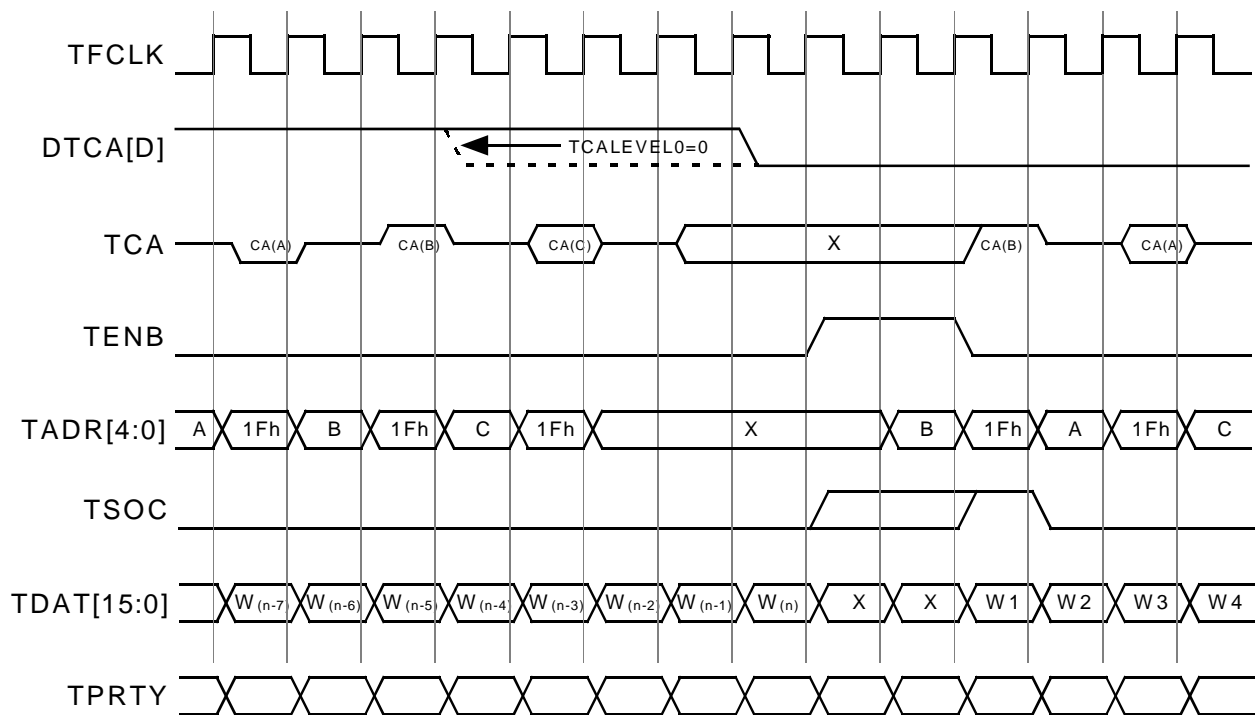 TFCLK
DTCA[D] TCALEVEL0=0
TCA CA(A) CA(B) CA(C) X CA(B) CA(A)
TENB
TADR[4:0] A 1Fh B 1Fh C 1Fh X B 1Fh A 1Fh C
TSOC
TDAT[15:0] W(n-7) W(n-6) W(n-5) W(n-4) W(n-3) W(n-2) W(n-1) W(n) X X W1 W2 W3 W4
TPRTY